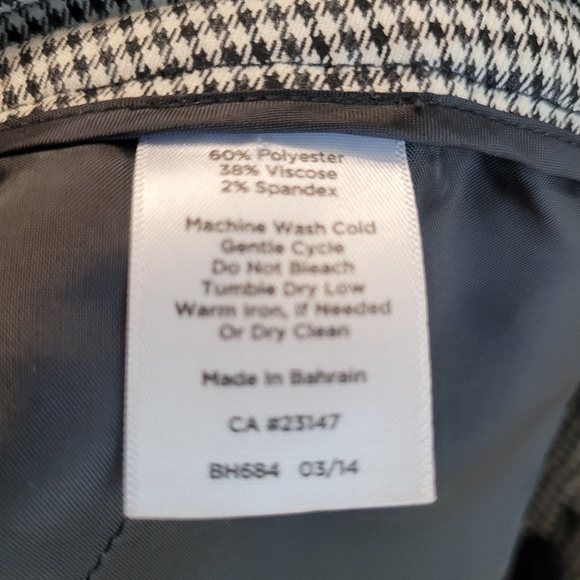 60% Polyester
38% Viscose
2% Spandex
Machine Wash Cold
Gentle Cycle
Do Not Bleach
Tumble Dry Low
Warm Iron, If Needed
Or Dry Clean
Made In Bahrain
CA #23147
BH684 03/14